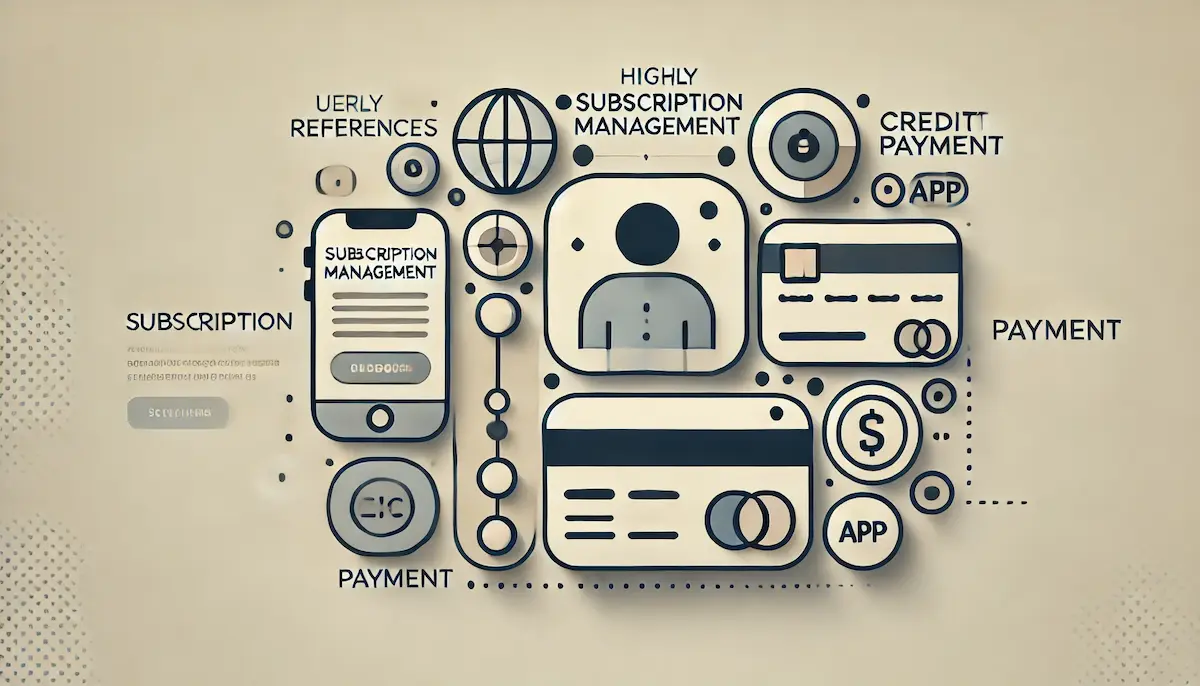 HIGHLY
SUBSCRIPTION
MANAGEMENT
UERLY
REFERENCES
CREDITT
PAYMENT
APP
SUBSCRIPTION
MANAGEMENT
SUBSCRIPTION
PAYMENT
$
APP
PAYMENT